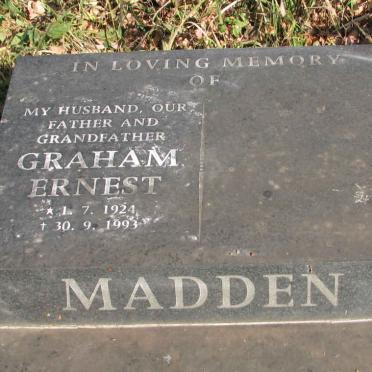 IN LOVING MEMORY
OF
MY HUSBAND, OUR
FATHER AND
GRANDFATHER
GRAHAM
ERNEST
* 1. 7. 1924
† 30. 9. 1993
MADDEN